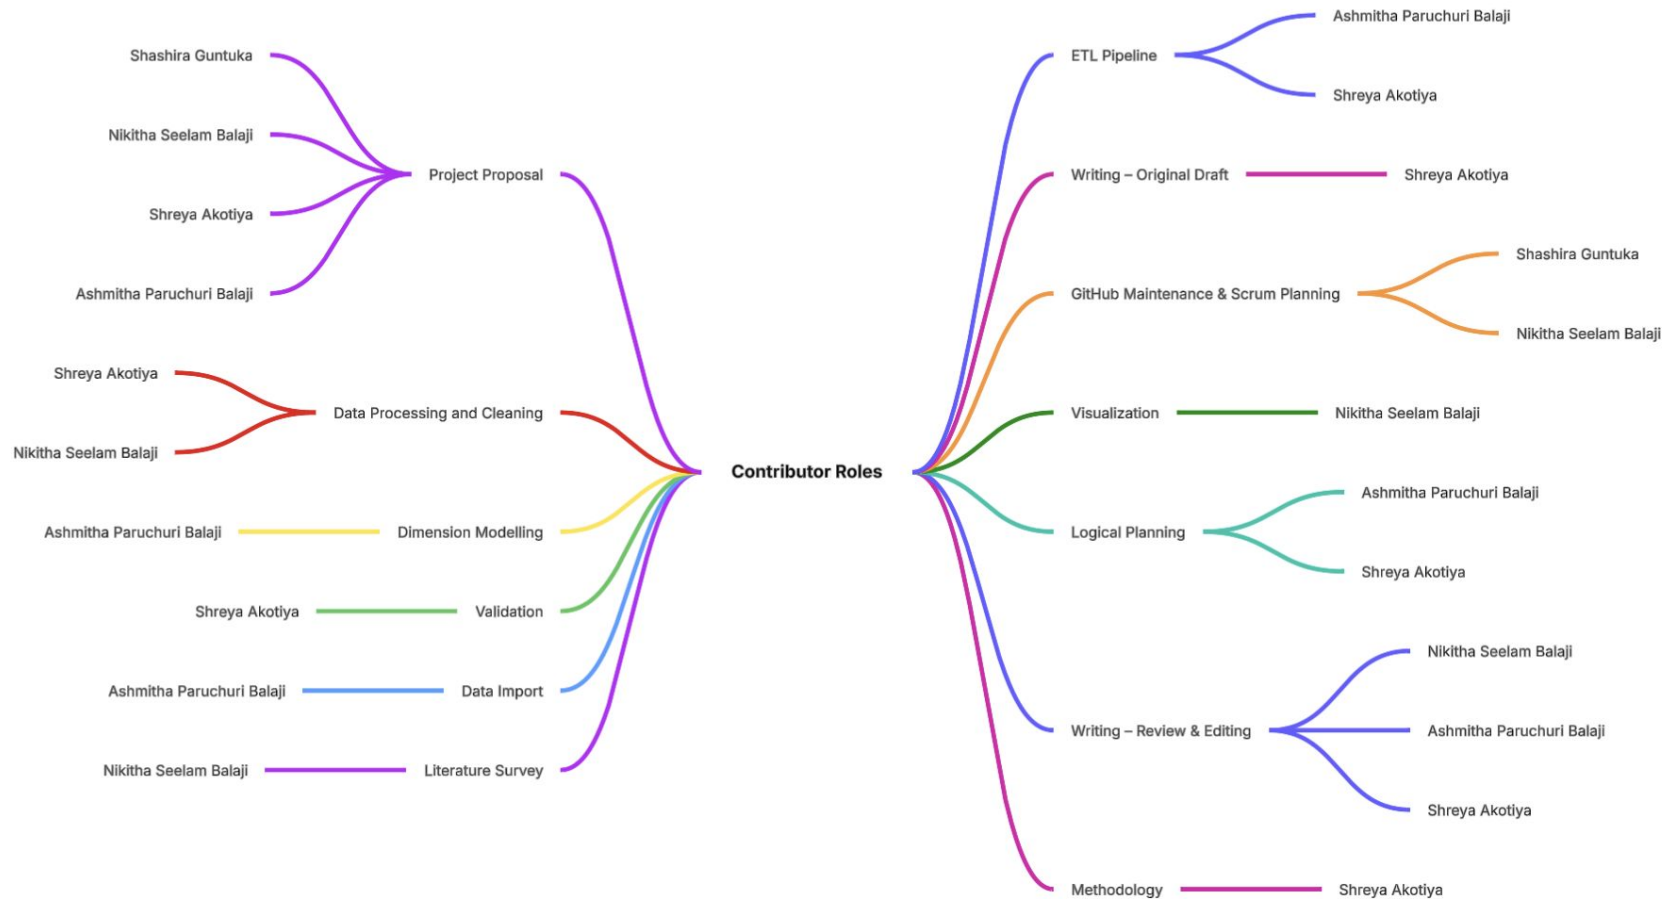 Contributor Roles
Project Proposal
Shashira Guntuka
Nikitha Seelam Balaji
Shreya Akotiya
Ashmitha Paruchuri Balaji
Data Processing and Cleaning
Shreya Akotiya
Nikitha Seelam Balaji
Dimension Modelling
Ashmitha Paruchuri Balaji
Validation
Shreya Akotiya
Data Import
Ashmitha Paruchuri Balaji
Literature Survey
Nikitha Seelam Balaji
ETL Pipeline
Ashmitha Paruchuri Balaji
Shreya Akotiya
Writing – Original Draft
Shreya Akotiya
GitHub Maintenance & Scrum Planning
Shashira Guntuka
Nikitha Seelam Balaji
Visualization
Nikitha Seelam Balaji
Logical Planning
Ashmitha Paruchuri Balaji
Shreya Akotiya
Writing – Review & Editing
Nikitha Seelam Balaji
Ashmitha Paruchuri Balaji
Shreya Akotiya
Methodology
Shreya Akotiya